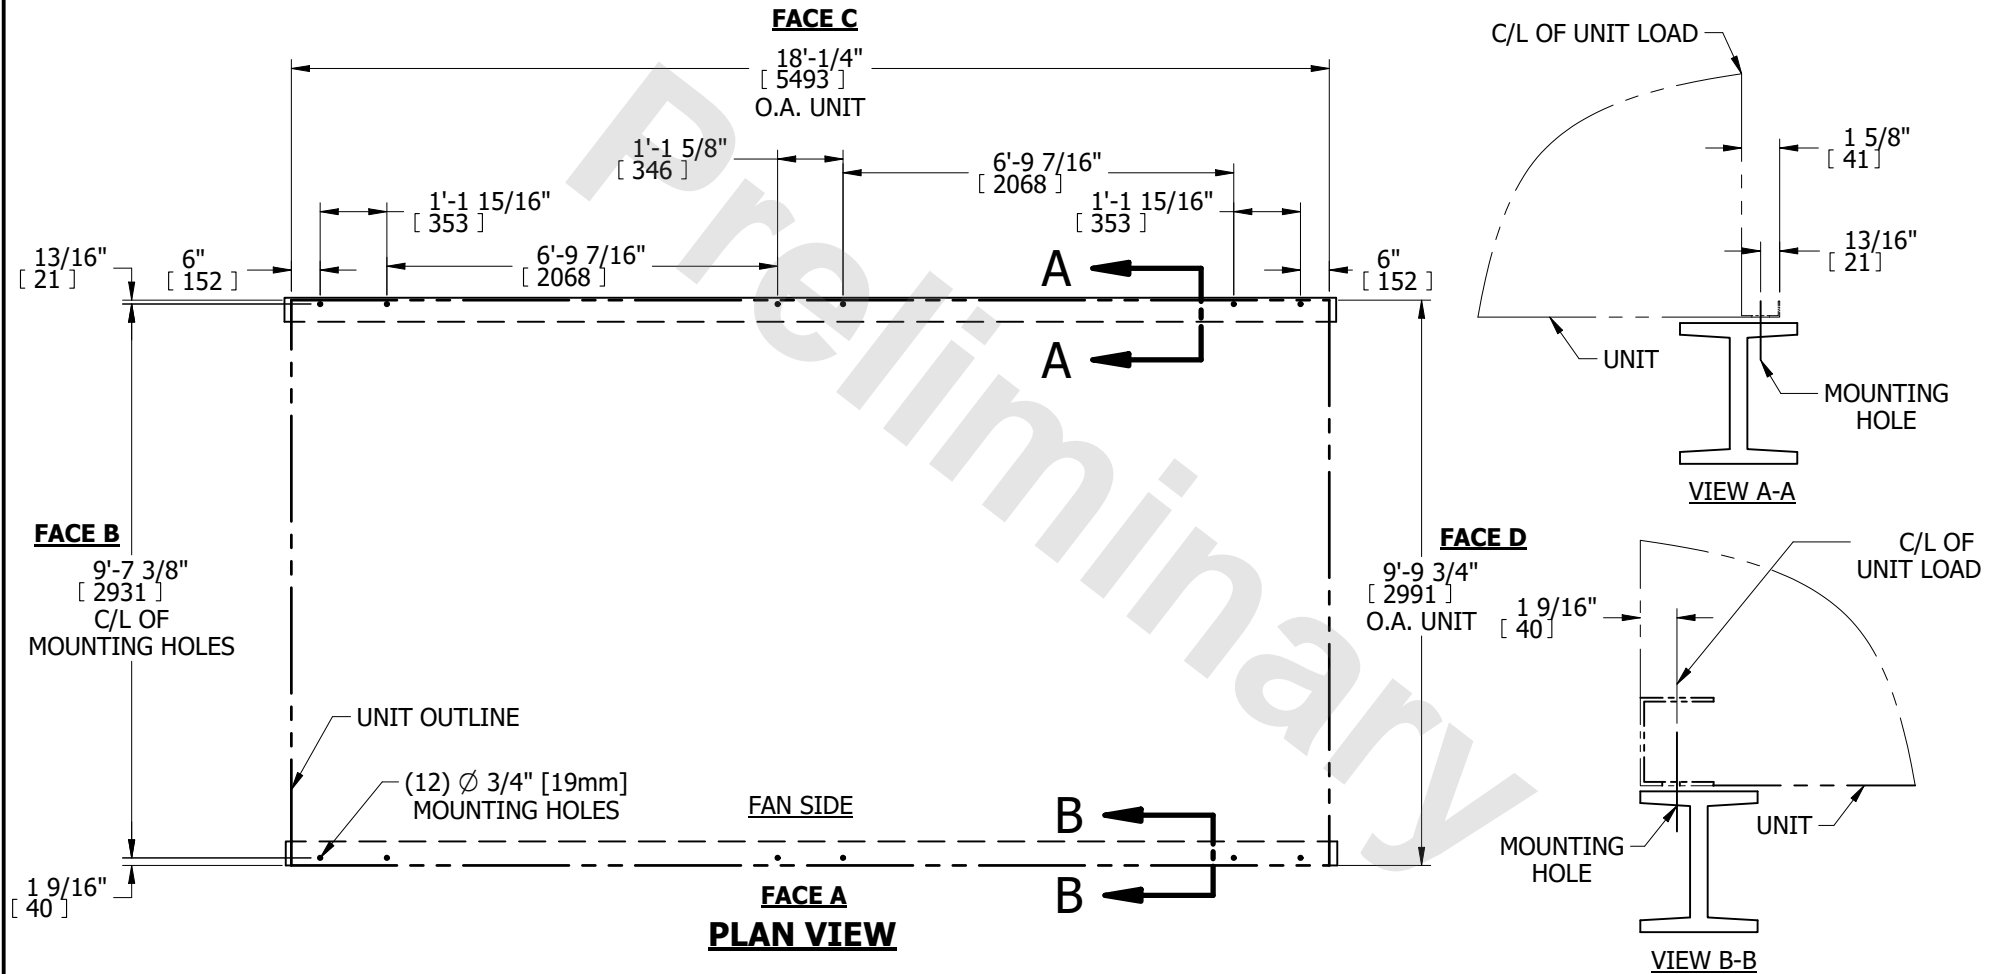 FACE C
18'-1/4"
[ 5493 ]
O.A. UNIT
1'-1 5/8"
[ 346 ]
6'-9 7/16"
[ 2068 ]
1'-1 15/16"
[ 353 ]
1'-1 15/16"
[ 353 ]
13/16"
[ 21 ]
6"
[ 152 ]
6'-9 7/16"
[ 2068 ]
A
6"
[ 152 ]
A
FACE B
9'-7 3/8"
[ 2931 ]
C/L OF
MOUNTING HOLES
FACE D
9'-9 3/4"
[ 2991 ]
O.A. UNIT
UNIT OUTLINE
(12) Ø 3/4" [19mm]
MOUNTING HOLES
FAN SIDE
B
B
1 9/16"
[ 40 ]
FACE A
PLAN VIEW
Preliminary
C/L OF UNIT LOAD
1 5/8"
[ 41 ]
13/16"
[ 21 ]
UNIT
MOUNTING
HOLE
VIEW A-A
C/L OF
UNIT LOAD
1 9/16"
[ 40 ]
MOUNTING
HOLE
UNIT
VIEW B-B